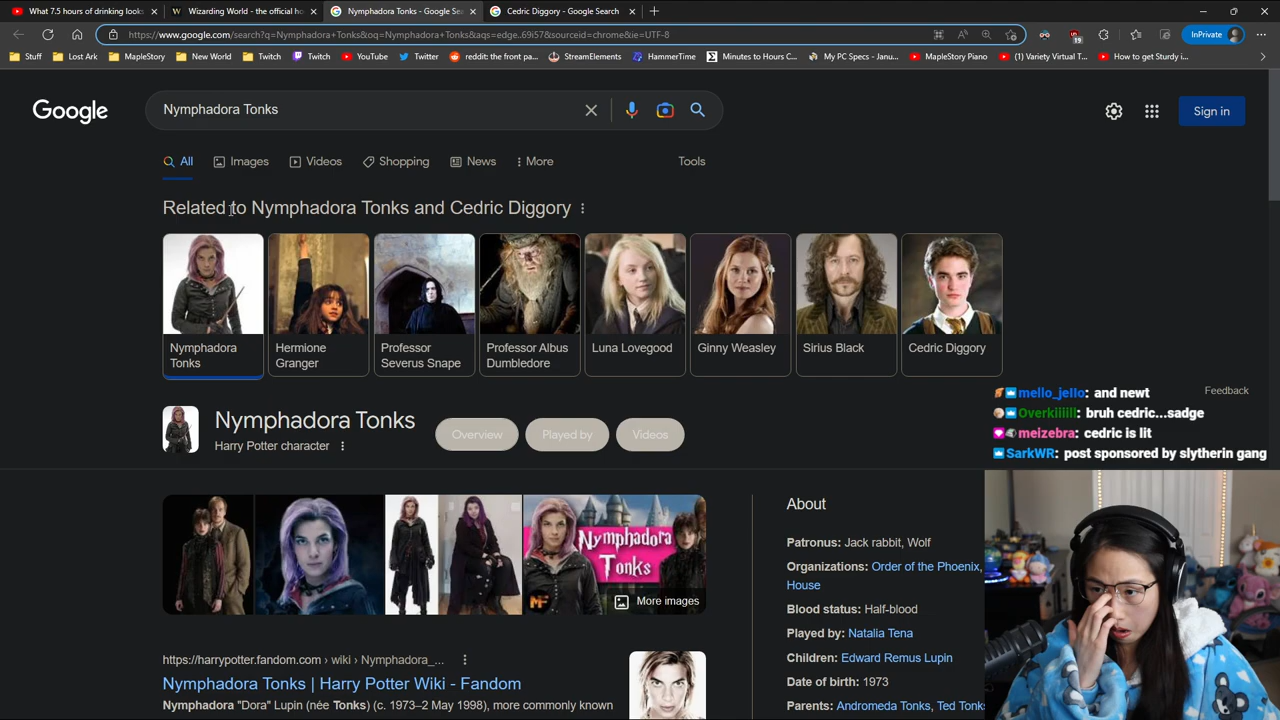 What 7.5 hours of drinking looks
Wizarding World - the official ho
Nymphadora Tonks - Google Sea
Cedric Diggory - Google Search
https://www.google.com/search?q=Nymphadora+Tonks&oq=Nymphadora+Tonks&aqs=edge..69i57&sourceid=chrome&ie=UTF-8
InPrivate
Stuff
Lost Ark
MapleStory
New World
Twitch
Twitch
YouTube
Twitter
reddit: the front pa...
StreamElements
HammerTime
Minutes to Hours C...
My PC Specs - Janu...
MapleStory Piano
(1) Variety Virtual T...
How to get Sturdy i...
Google
Nymphadora Tonks
Sign in
All
Images
Videos
Shopping
News
More
Tools
Related to Nymphadora Tonks and Cedric Diggory
Nymphadora
Tonks
Hermione
Granger
Professor
Severus Snape
Professor Albus
Dumbledore
Luna Lovegood
Ginny Weasley
Sirius Black
Cedric Diggory
Feedback
mello_jello: and newt
Overkiiiill: bruh cedric...sadge
meizebra: cedric is lit
SarkWR: post sponsored by slytherin gang
Nymphadora Tonks
Harry Potter character
Overview
Played by
Videos
Nymphadora
Tonks
More images
About
Patronus: Jack rabbit, Wolf
Organizations: Order of the Phoenix,
House
Blood status: Half-blood
Played by: Natalia Tena
Children: Edward Remus Lupin
Date of birth: 1973
Parents: Andromeda Tonks, Ted Tonks
https://harrypotter.fandom.com › wiki › Nymphadora_...
Nymphadora Tonks | Harry Potter Wiki - Fandom
Nymphadora "Dora" Lupin (née Tonks) (c. 1973–2 May 1998), more commonly known